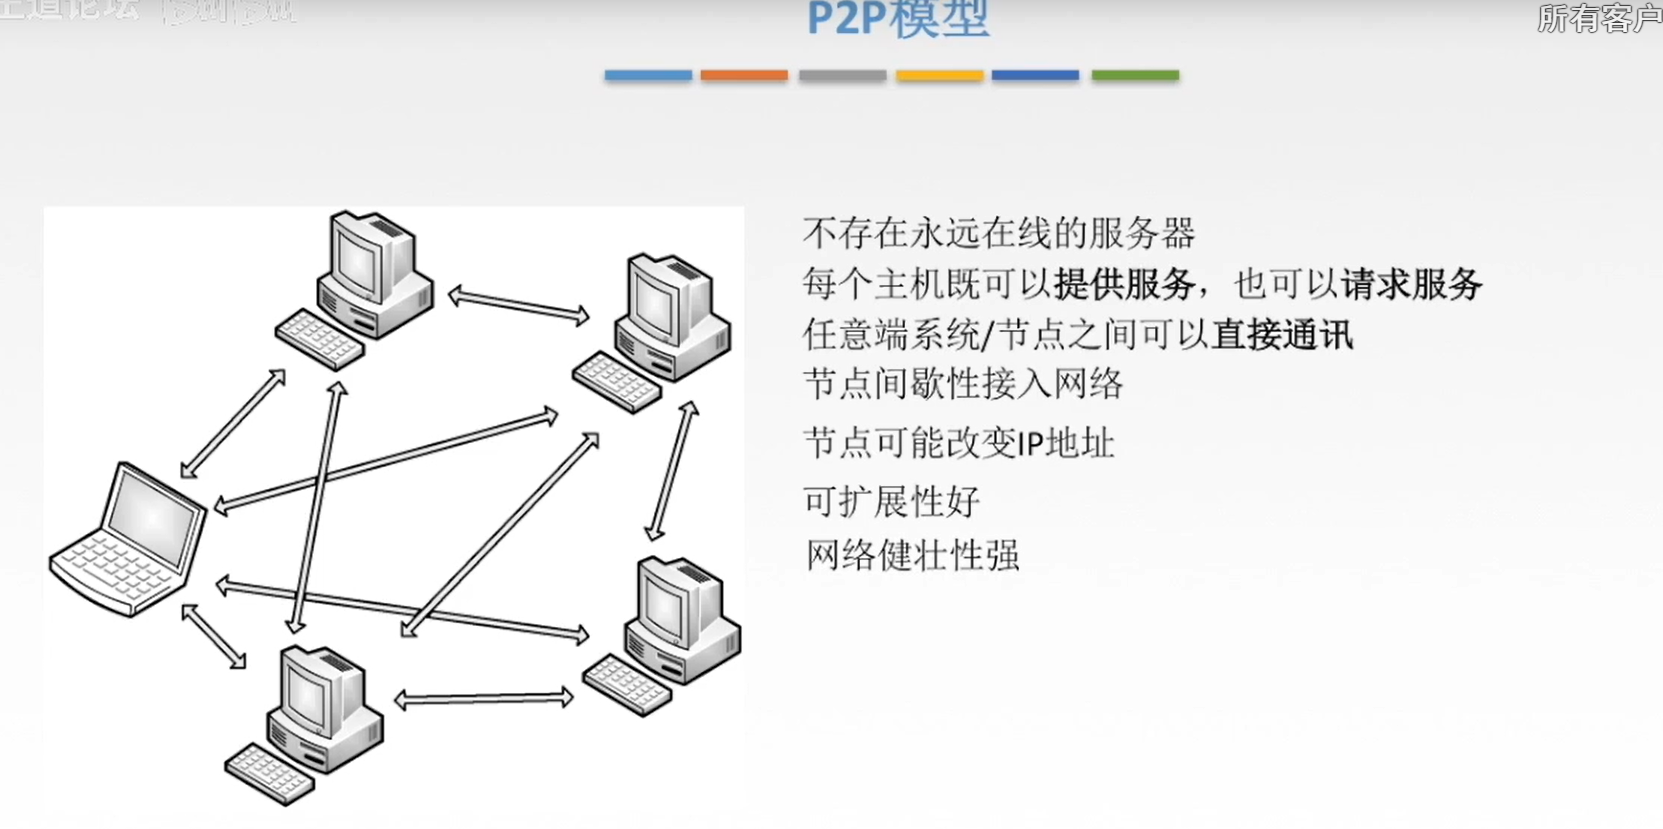 王道论坛
P2P模型
所有客户
不存在永远在线的服务器
每个主机既可以提供服务，也可以请求服务
任意端系统/节点之间可以直接通讯
节点间歇性接入网络
节点可能改变IP地址
可扩展性好
网络健壮性强